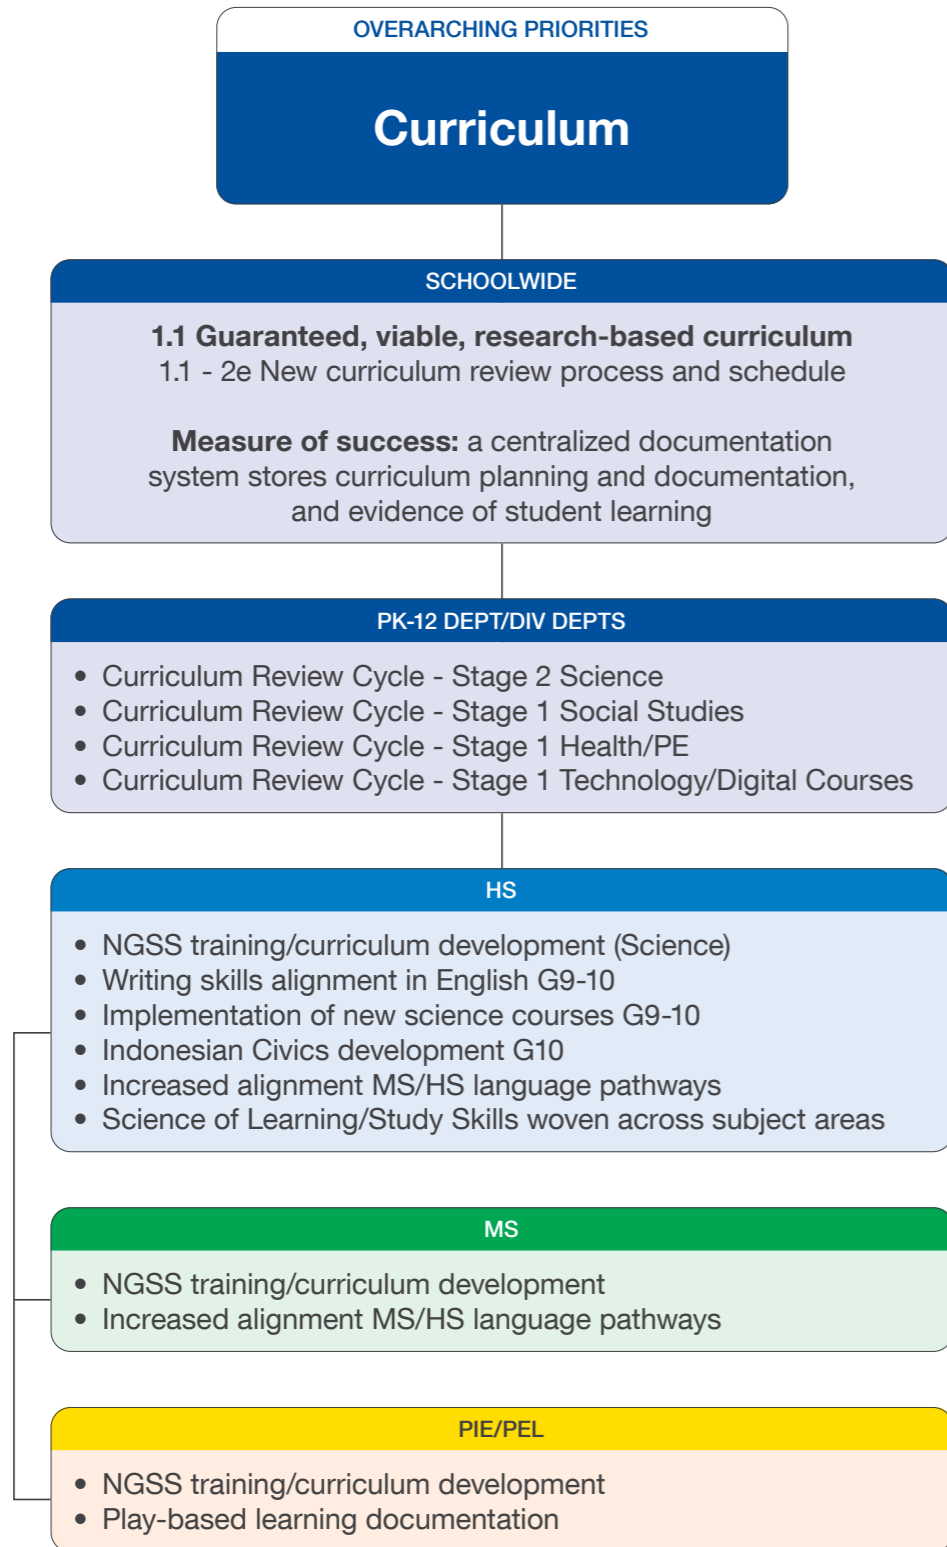 OVERARCHING PRIORITIES
Curriculum
SCHOOLWIDE
1.1 Guaranteed, viable, research-based curriculum
1.1 - 2e New curriculum review process and schedule
Measure of success: a centralized documentation
system stores curriculum planning and documentation,
and evidence of student learning
PK-12 DEPT/DIV DEPTS
• Curriculum Review Cycle - Stage 2 Science
• Curriculum Review Cycle - Stage 1 Social Studies
• Curriculum Review Cycle - Stage 1 Health/PE
• Curriculum Review Cycle - Stage 1 Technology/Digital Courses
HS
• NGSS training/curriculum development (Science)
• Writing skills alignment in English G9-10
• Implementation of new science courses G9-10
• Indonesian Civics development G10
• Increased alignment MS/HS language pathways
• Science of Learning/Study Skills woven across subject areas
MS
• NGSS training/curriculum development
• Increased alignment MS/HS language pathways
PIE/PEL
• NGSS training/curriculum development
• Play-based learning documentation